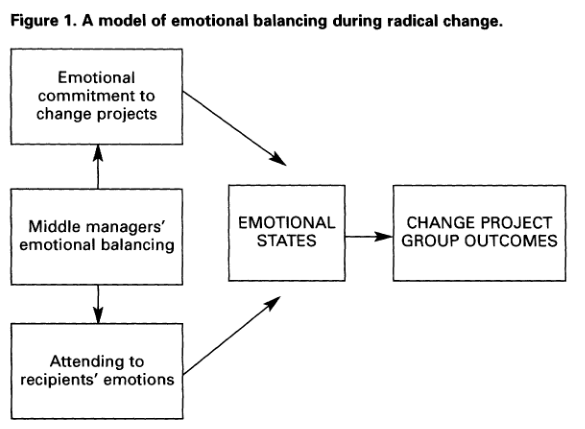 Figure 1. A model of emotional balancing during radical change.
Emotional
commitment to
change projects
Middle managers'
emotional balancing
EMOTIONAL
STATES
CHANGE PROJECT
GROUP OUTCOMES
Attending to
recipients' emotions